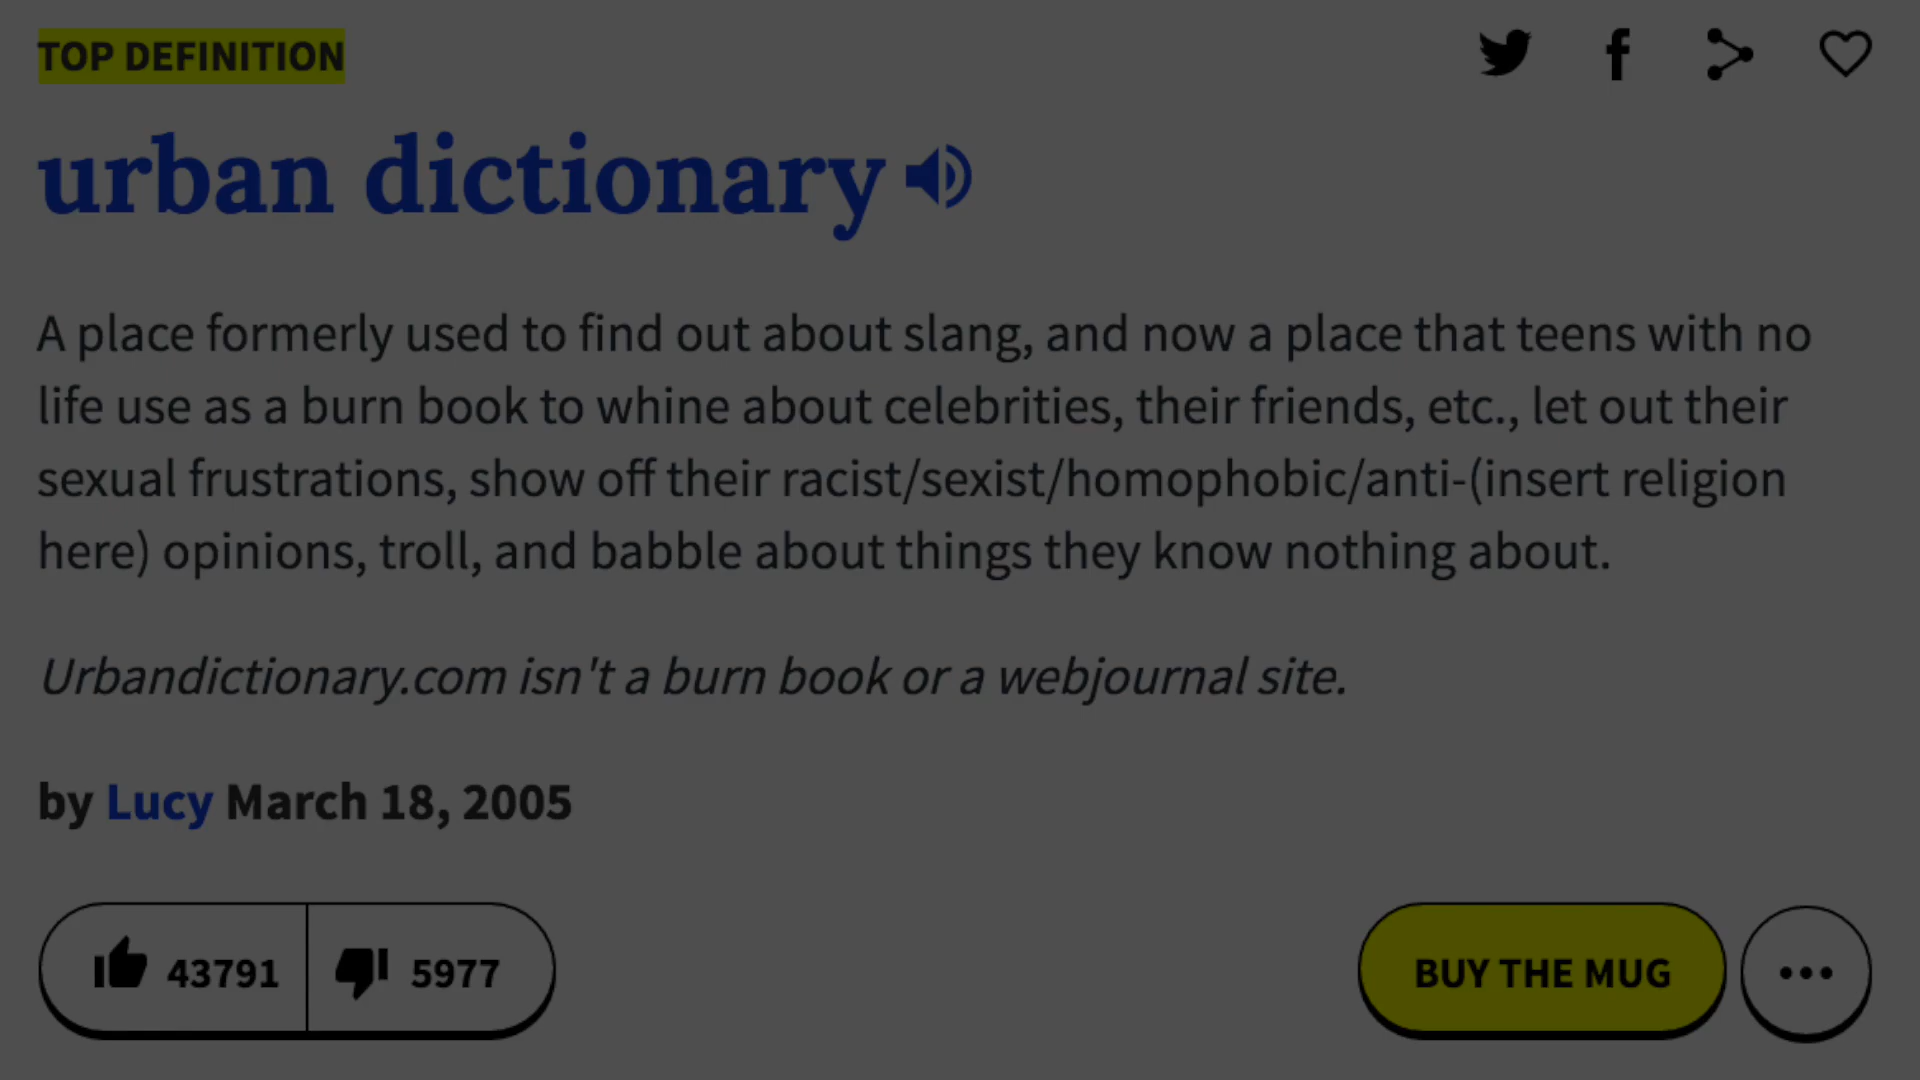 TOP DEFINITION
urban dictionary
A place formerly used to find out about slang, and now a place that teens with no
life use as a burn book to whine about celebrities, their friends, etc., let out their
sexual frustrations, show off their racist/sexist/homophobic/anti-(insert religion
here) opinions, troll, and babble about things they know nothing about.
Urbandictionary.com isn't a burn book or a webjournal site.
by Lucy March 18, 2005
43791 5977 BUY THE MUG